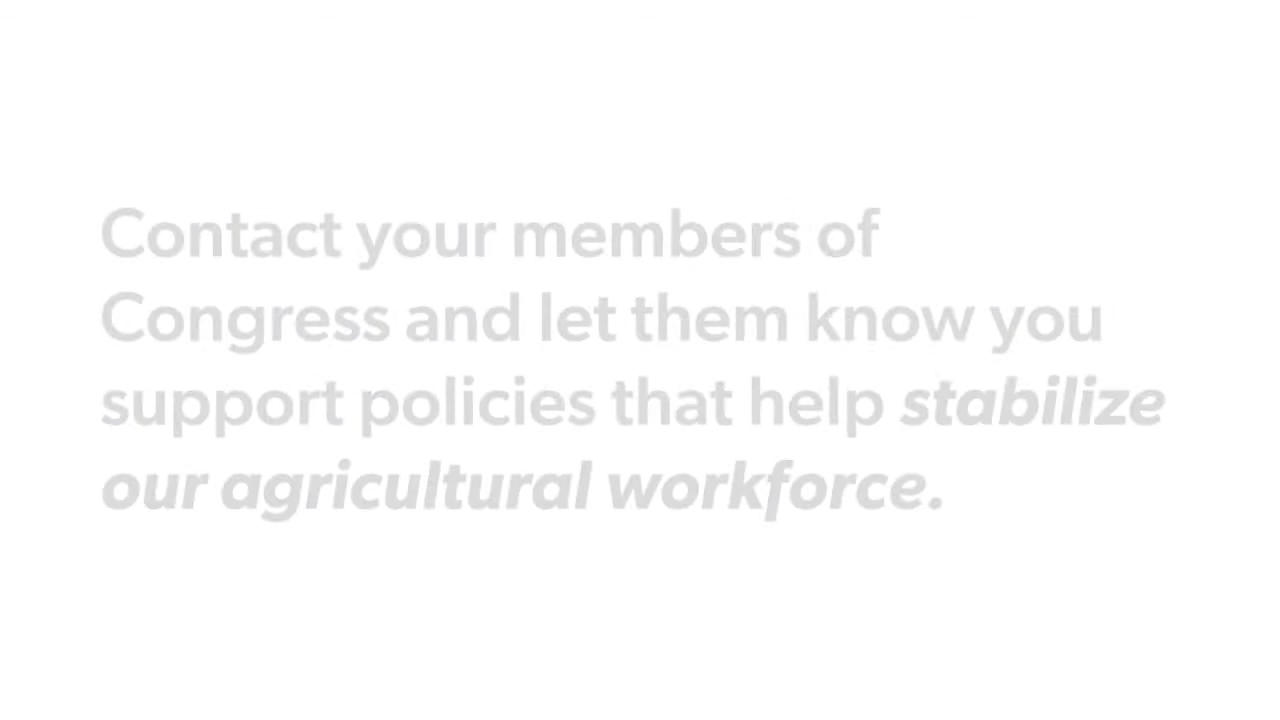 Contact your members of
Congress and let them know you
support policies that help stabilize
our agricultural workforce.